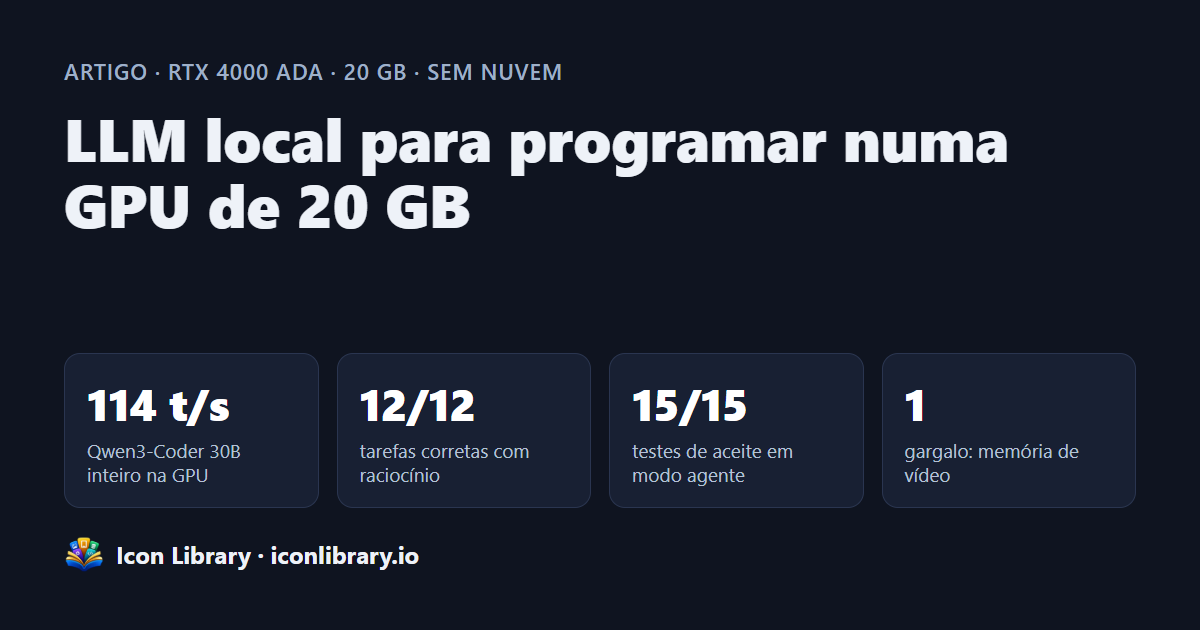 ARTIGO · RTX 4000 ADA · 20 GB · SEM NUVEM
LLM local para programar numa
GPU de 20 GB
114 t/s
Qwen3-Coder 30B
inteiro na GPU
12/12
tarefas corretas com
raciocínio
15/15
testes de aceite em
modo agente
1
gargalo: memória de
vídeo
Icon Library · iconlibrary.io